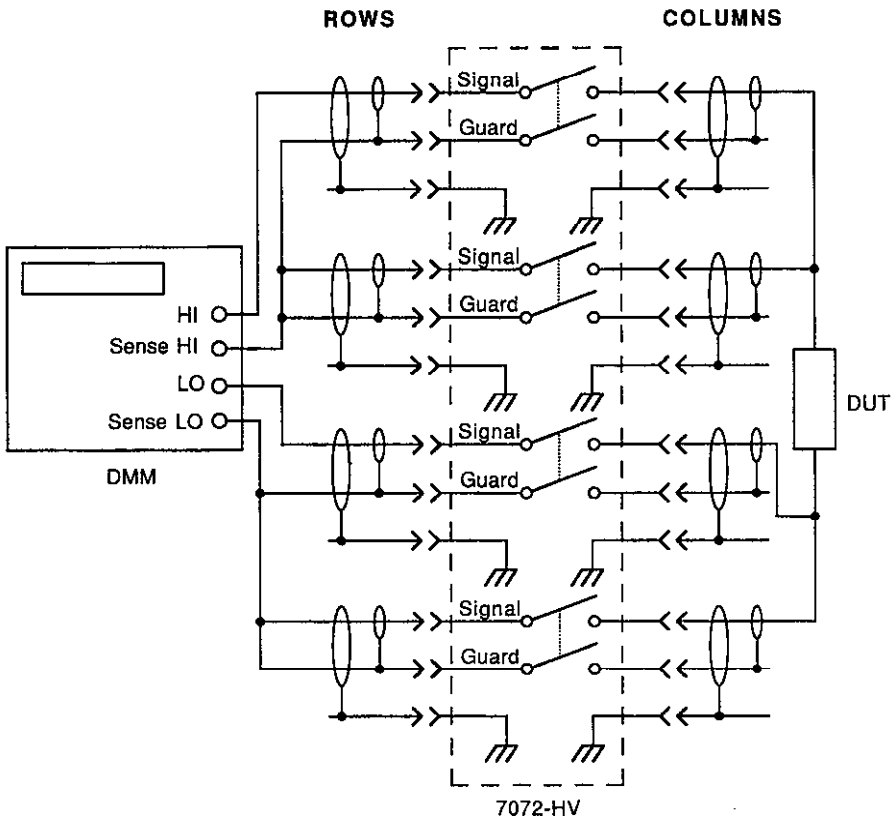 ROWS
COLUMNS
Signal
Guard
Signal
Guard
HI
Sense HI
LO
Sense LO
DMM
DUT
Signal
Guard
Signal
Guard
7072-HV